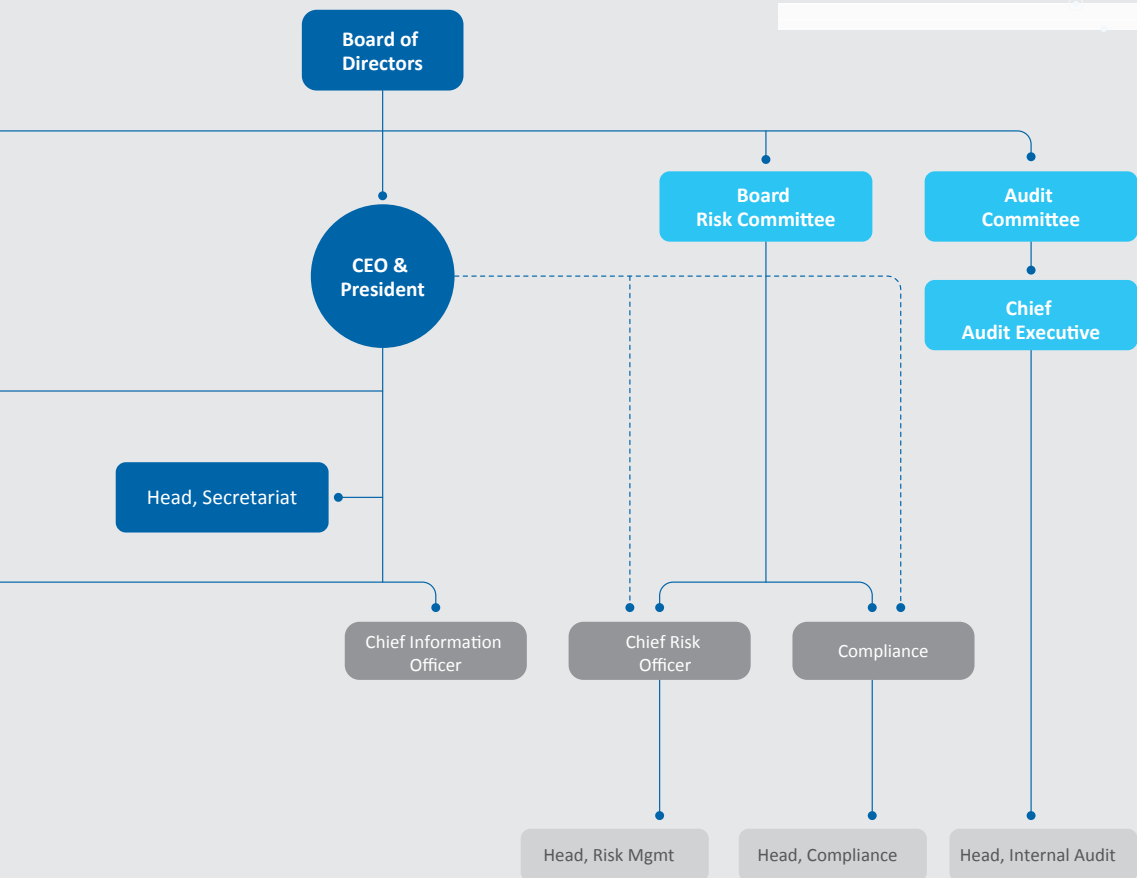 Board of
Directors
Board
Risk Committee
Audit
Committee
CEO &
President
Chief
Audit Executive
Head, Secretariat
Chief Information
Officer
Chief Risk
Officer
Compliance
Head, Risk Mgmt
Head, Compliance
Head, Internal Audit